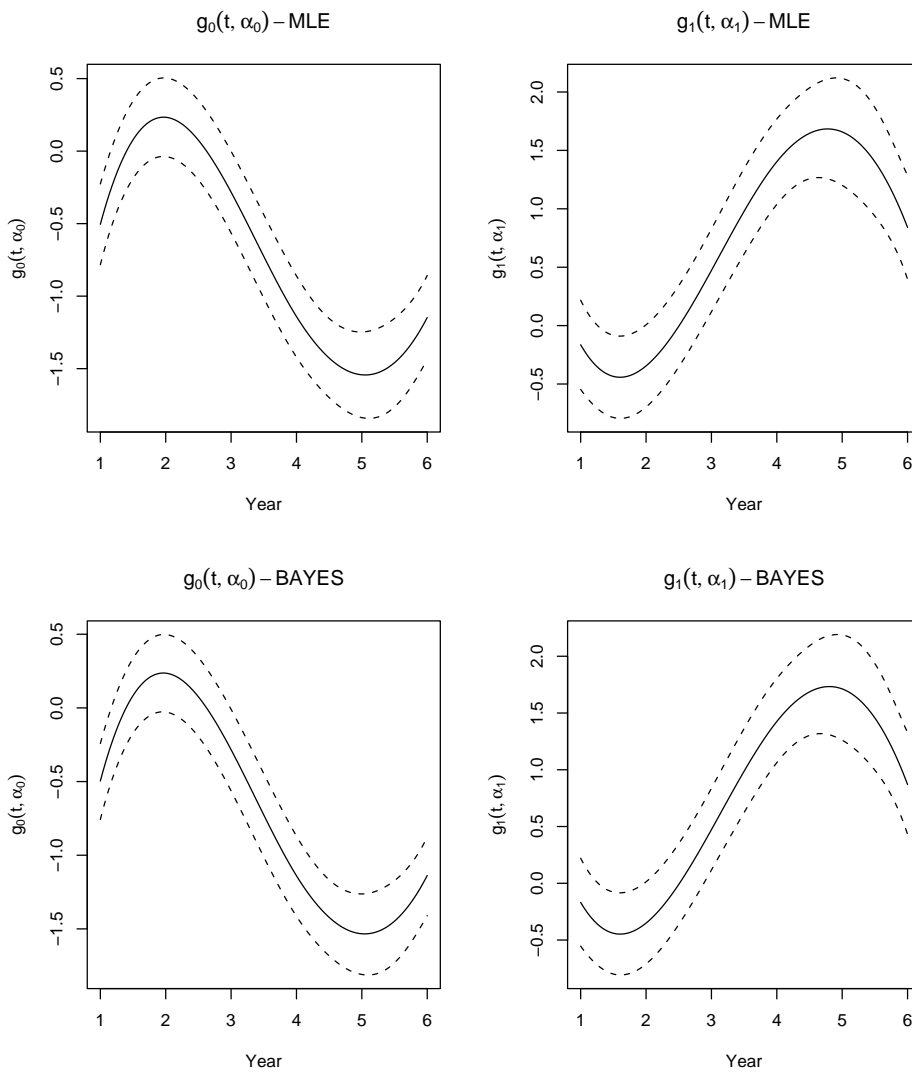 g₀(t, α₀) – MLE
g₀(t, α₀)
0.5
0.0
−0.5
−1.0
−1.5
1 2 3 4 5 6
Year
g₁(t, α₁) – MLE
g₁(t, α₁)
2.0
1.5
1.0
0.5
0.0
−0.5
1 2 3 4 5 6
Year
g₀(t, α₀) – BAYES
g₀(t, α₀)
0.5
0.0
−0.5
−1.0
−1.5
1 2 3 4 5 6
Year
g₁(t, α₁) – BAYES
g₁(t, α₁)
2.0
1.5
1.0
0.5
0.0
−0.5
1 2 3 4 5 6
Year